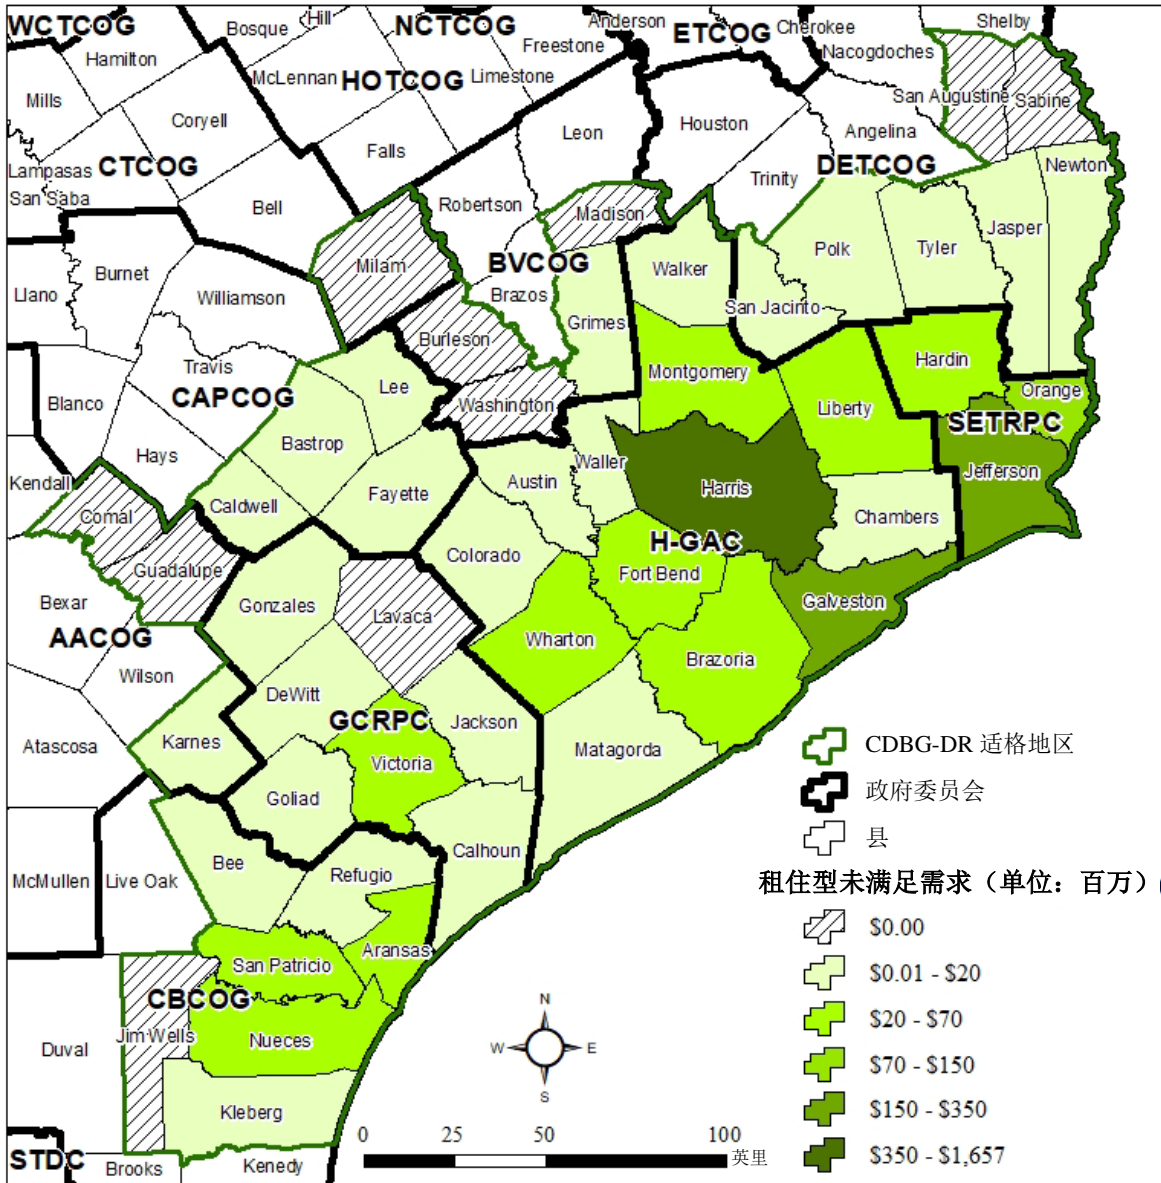 WCTCOG
Bosque
Hill
NCTCOG
Anderson
ETCOG
Cherokee
Shelby
Hamilton
Freestone
Nacogdoches
McLennan
HOTCOG
Limestone
Mills
San Augustine
Sabine
Coryell
Leon
Houston
Angelina
Lampasas
CTCOG
Falls
DETCOG
Newton
San Saba
Bell
Robertson
Trinity
Madison
Jasper
Burnet
Milam
BVCOG
Walker
Polk
Tyler
Llano
Williamson
Brazos
San Jacinto
Grimes
Burleson
Travis
Montgomery
Hardin
Lee
Orange
Blanco
CAPCOG
Washington
Liberty
SETRPC
Bastrop
Hays
Waller
Jefferson
Kendall
Fayette
Austin
Harris
Caldwell
Comal
Chambers
H-GAC
Colorado
Guadalupe
Fort Bend
Bexar
Gonzales
Lavaca
Galveston
AACOG
Wharton
Brazoria
Wilson
DeWitt
GCRPC
Jackson
Atascosa
Karnes
Victoria
Matagorda
Goliad
Calhoun
Bee
Refugio
McMullen
Live Oak
Aransas
San Patricio
CBCOG
Jim Wells
Nueces
Duval
Kleberg
STDC
Brooks
Kenedy
CDBG-DR 适格地区
政府委员会
县
租住型未满足需求（单位：百万）
$0.00
$0.01 - $20
$20 - $70
$70 - $150
$150 - $350
$350 - $1,657
N
W E
S
0 25 50 100
英里